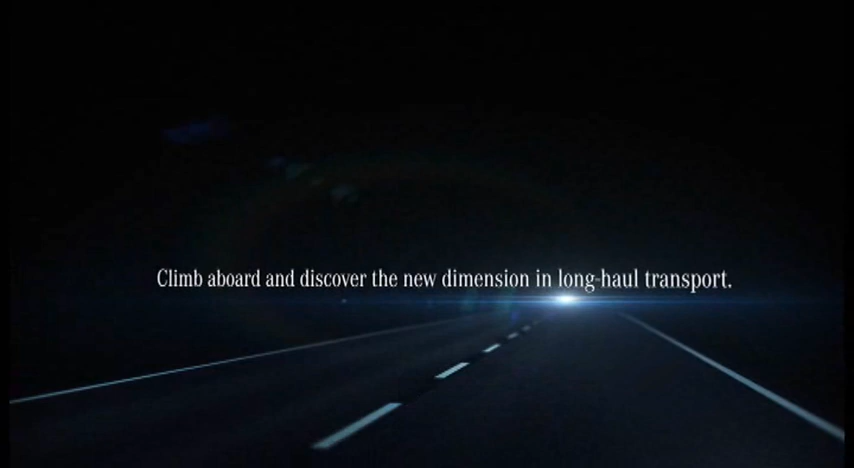 Climb aboard and discover the new dimension in long-haul transport.